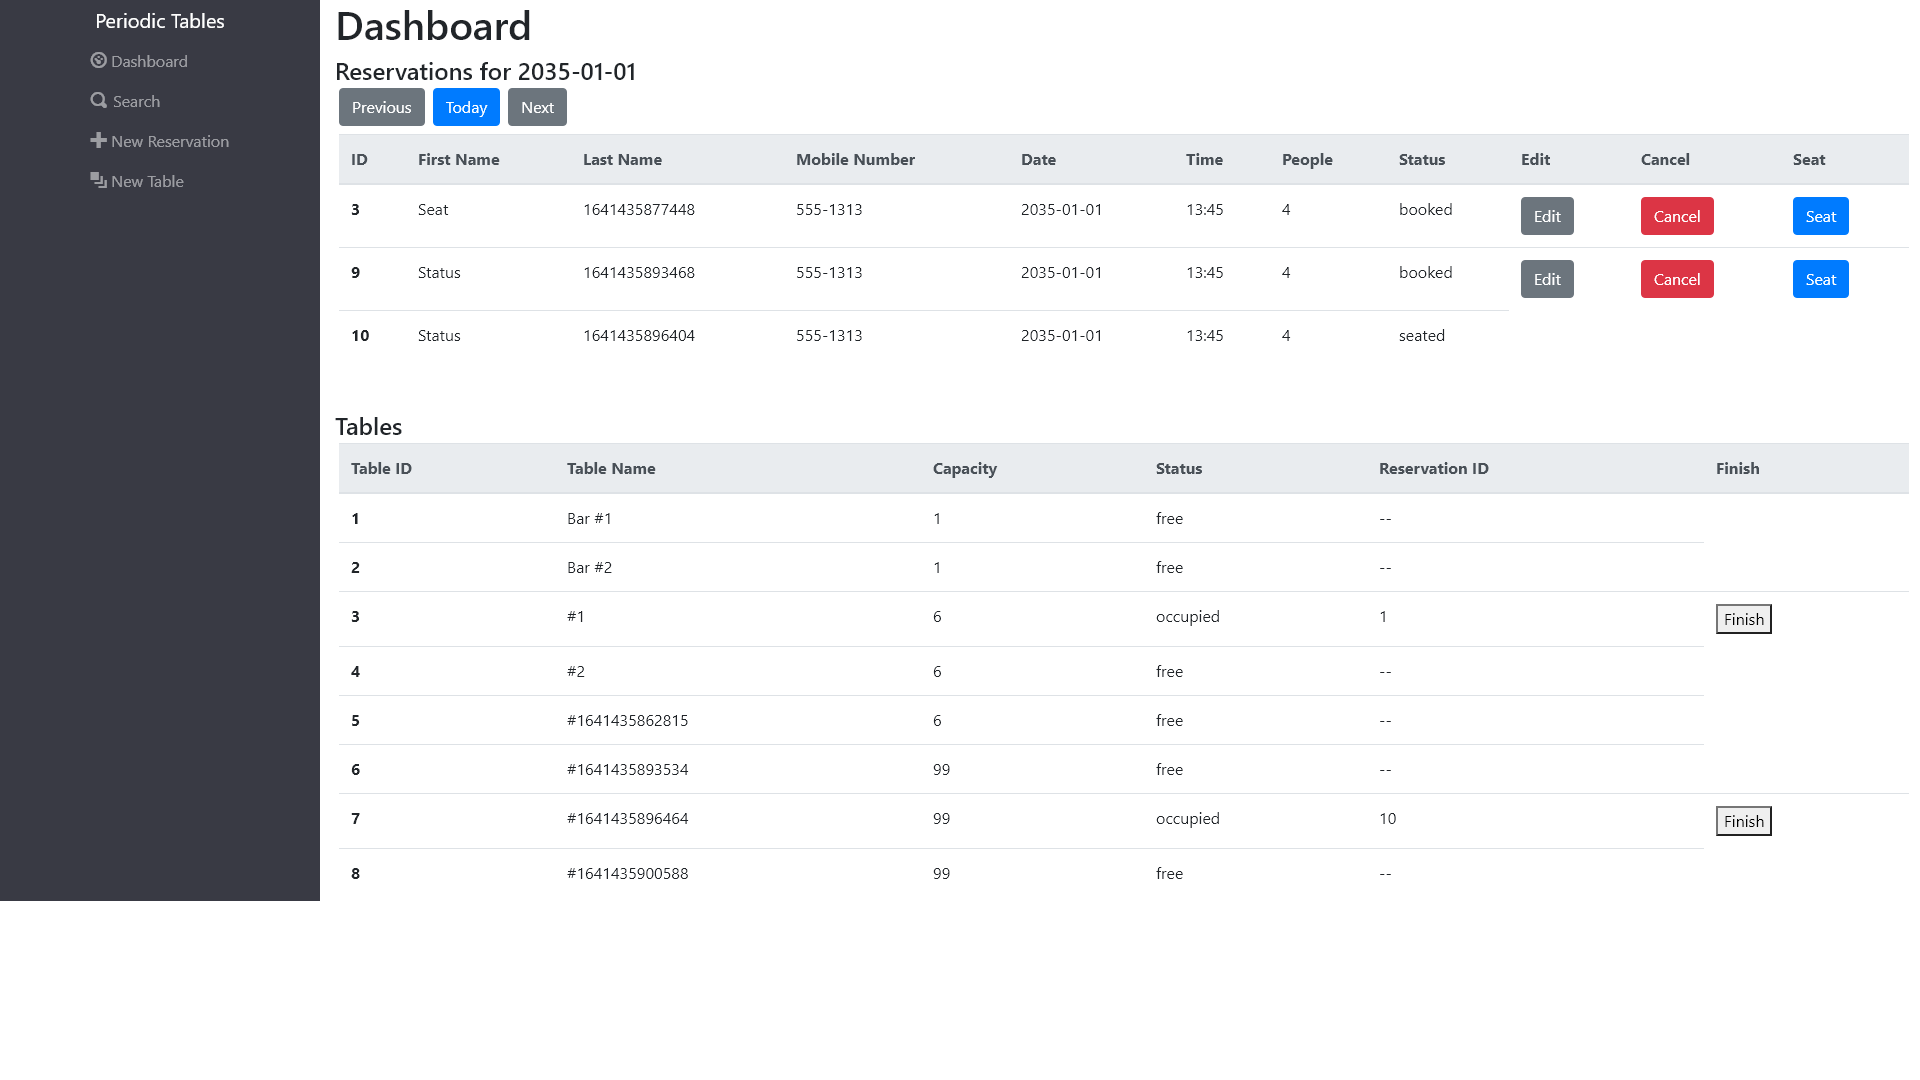 Periodic Tables
Dashboard
Search
New Reservation
New Table
Dashboard
Reservations for 2035-01-01
Previous Today Next
ID First Name Last Name Mobile Number Date Time People Status Edit Cancel Seat
3 Seat 1641435877448 555-1313 2035-01-01 13:45 4 booked Edit Cancel Seat
9 Status 1641435893468 555-1313 2035-01-01 13:45 4 booked Edit Cancel Seat
10 Status 1641435896404 555-1313 2035-01-01 13:45 4 seated
Tables
Table ID Table Name Capacity Status Reservation ID Finish
1 Bar #1 1 free --
2 Bar #2 1 free --
3 #1 6 occupied 1 Finish
4 #2 6 free --
5 #1641435862815 6 free --
6 #1641435893534 99 free --
7 #1641435896464 99 occupied 10 Finish
8 #1641435900588 99 free --